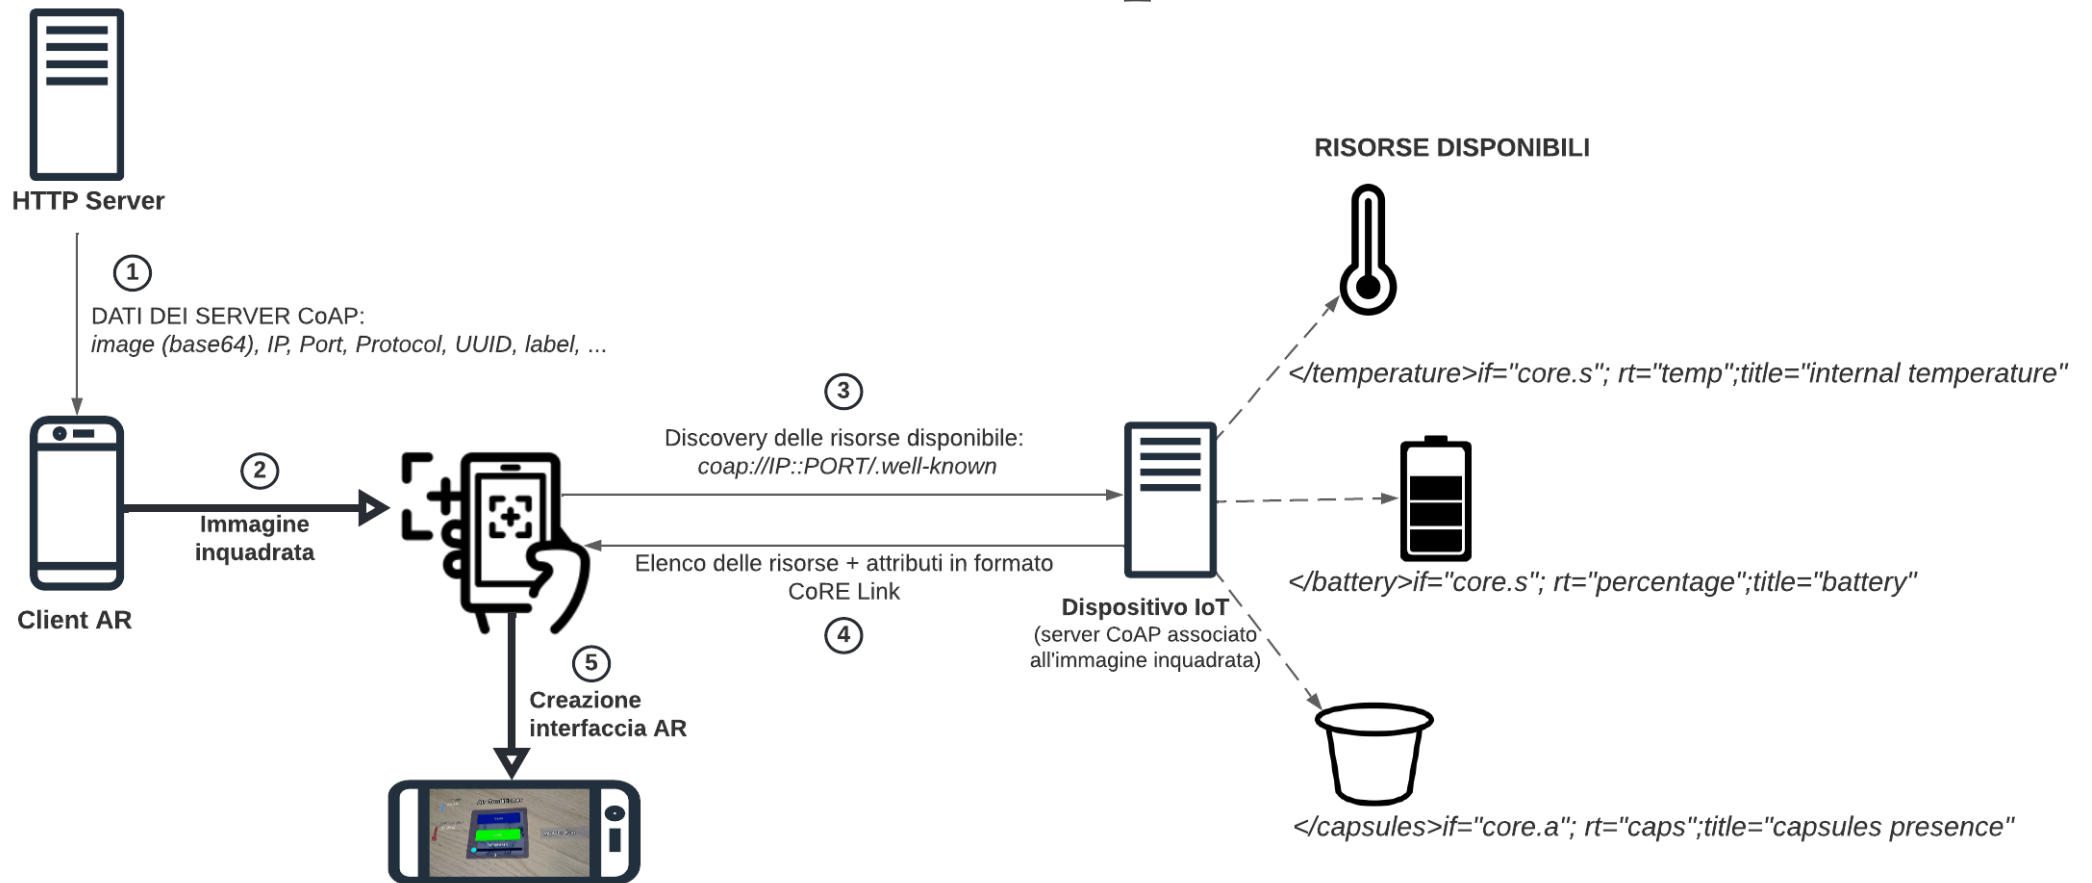 HTTP Server
1
DATI DEI SERVER CoAP:
image (base64), IP, Port, Protocol, UUID, label, ...
Client AR
2
Immagine
inquadrata
3
Discovery delle risorse disponibile:
coap://IP::PORT/.well-known
Elenco delle risorse + attributi in formato
CoRE Link
4
5
Creazione
interfaccia AR
Dispositivo IoT
(server CoAP associato
all'immagine inquadrata)
RISORSE DISPONIBILI
</temperature>if="core.s"; rt="temp";title="internal temperature"
</battery>if="core.s"; rt="percentage";title="battery"
</capsules>if="core.a"; rt="caps";title="capsules presence"